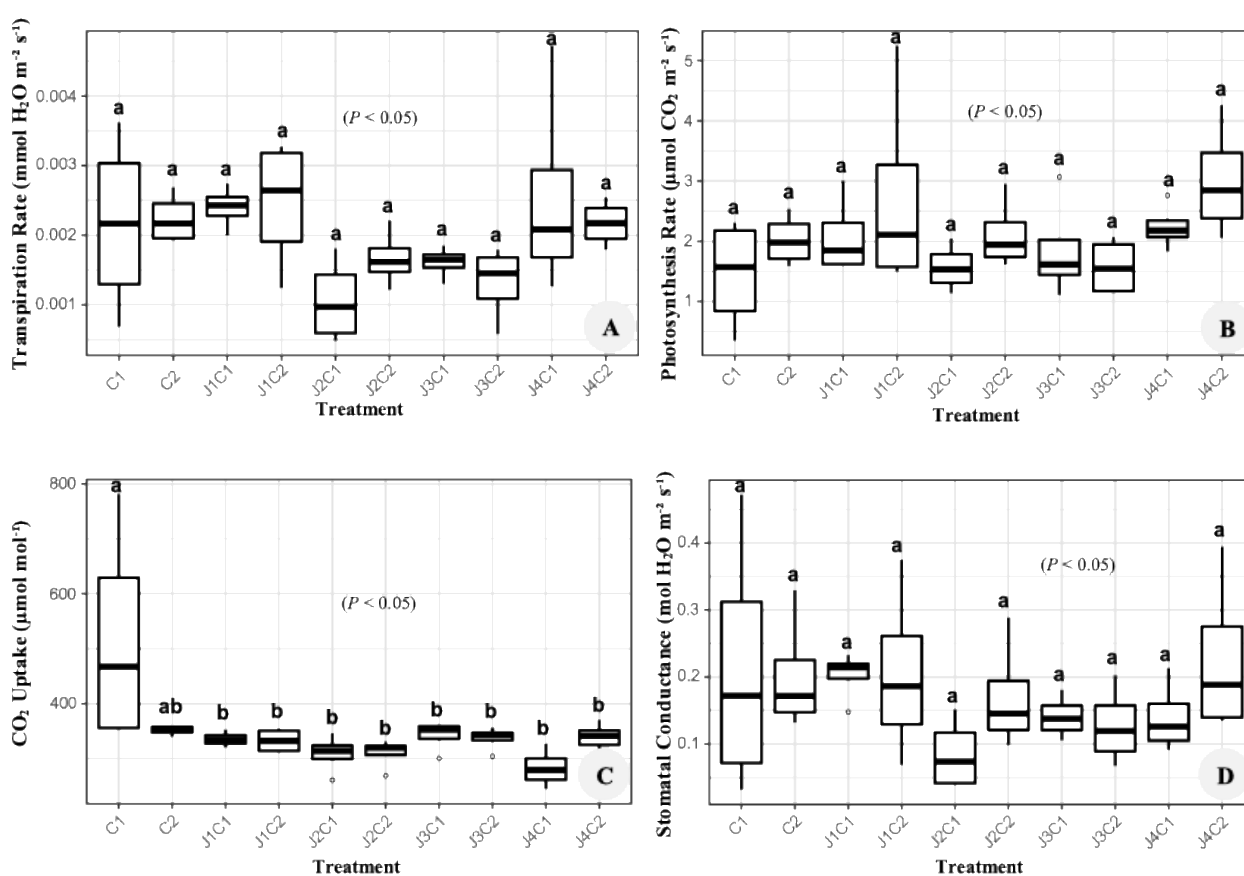 Transpiration Rate (mmol H₂O m⁻² s⁻¹)
0.004
0.003
0.002
0.001
a a a a a a a a a a
(P < 0.05)
A
C1 C2 J1C1 J1C2 J2C1 J2C2 J3C1 J3C2 J4C1 J4C2
Treatment
Photosynthesis Rate (μmol CO₂ m⁻² s⁻¹)
5
4
3
2
1
a a a a a a a a a a
(P < 0.05)
B
C1 C2 J1C1 J1C2 J2C1 J2C2 J3C1 J3C2 J4C1 J4C2
Treatment
CO₂ Uptake (μmol mol⁻¹)
800
600
400
a ab b b b b b b b b
(P < 0.05)
C
C1 C2 J1C1 J1C2 J2C1 J2C2 J3C1 J3C2 J4C1 J4C2
Treatment
Stomatal Conductance (mol H₂O m⁻² s⁻¹)
0.4
0.3
0.2
0.1
a a a a a a a a a a
(P < 0.05)
D
C1 C2 J1C1 J1C2 J2C1 J2C2 J3C1 J3C2 J4C1 J4C2
Treatment